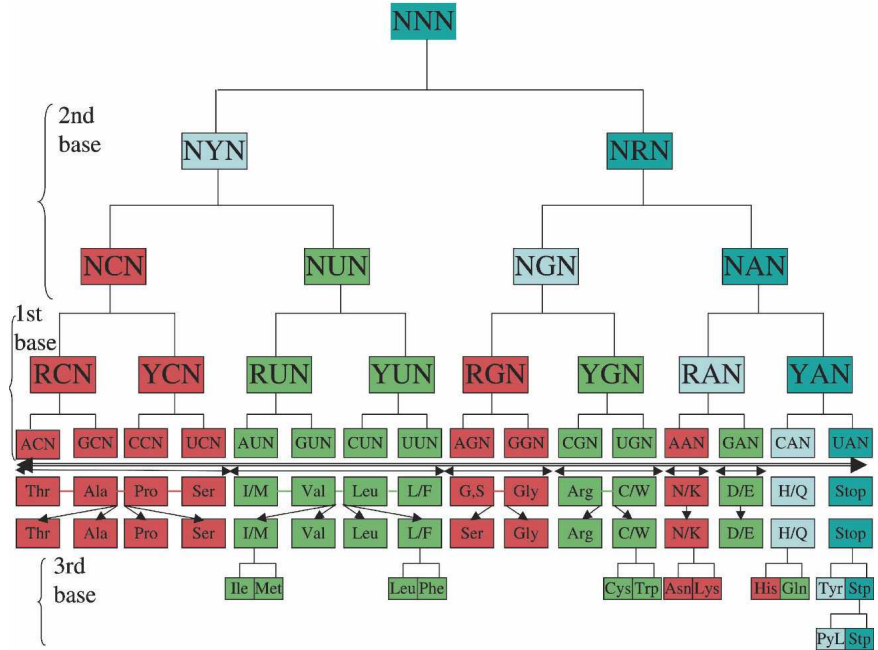 NNN
2nd
base
NYN NRN
NCN NUN NGN NAN
1st
base
RCN YCN RUN YUN RGN YGN RAN YAN
ACN GCN CCN UCN AUN GUN CUN UUN AGN GGN CGN UGN AAN GAN CAN UAN
Thr Ala Pro Ser I/M Val Leu L/F G,S Gly Arg C/W N/K D/E H/Q Stop
Thr Ala Pro Ser I/M Val Leu L/F Ser Gly Arg C/W N/K D/E H/Q Stop
3rd
base
Ile Met Leu Phe Cys Trp Asn Lys His Gln Tyr Stp
PyL Stp